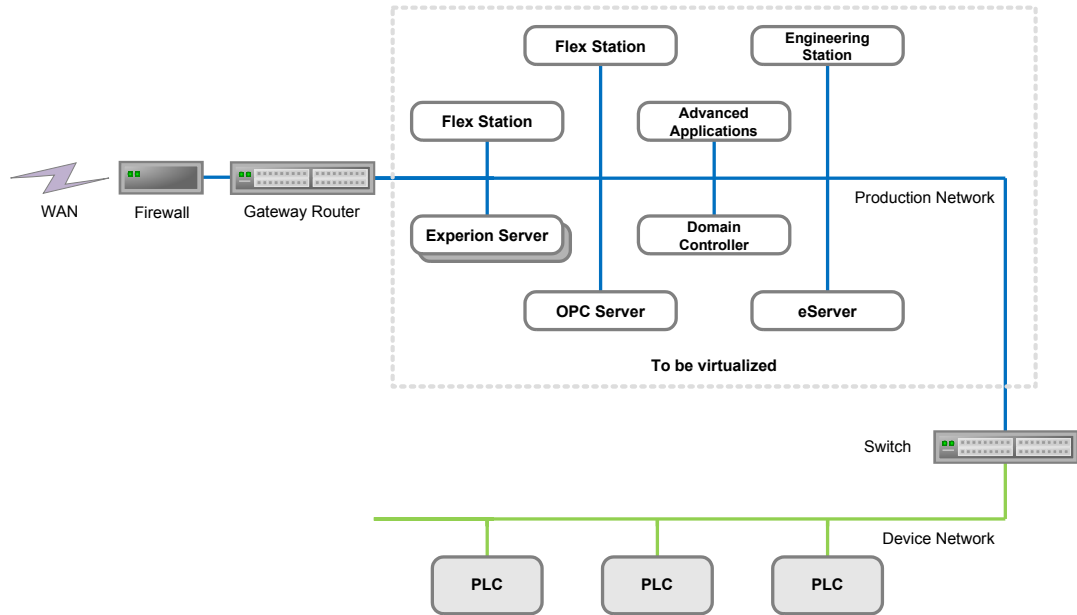 Flex Station
Engineering
Station
Flex Station
Advanced
Applications
WAN
Firewall
Gateway Router
Production Network
Experion Server
Domain
Controller
OPC Server
eServer
To be virtualized
Switch
Device Network
PLC
PLC
PLC